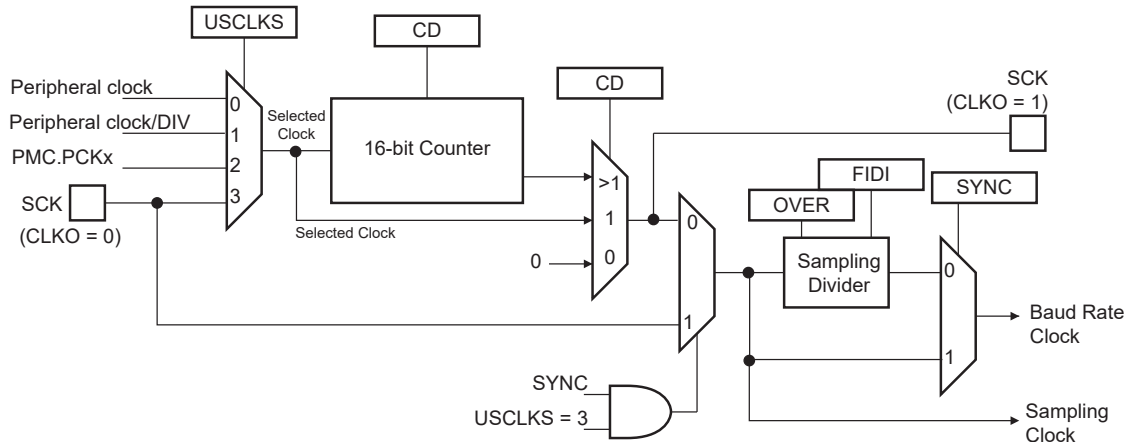 USCLKS
CD
CD
SCK
(CLKO = 1)
Peripheral clock
Peripheral clock/DIV
PMC.PCKx
SCK
(CLKO = 0)
0
1
2
3
Selected
Clock
16-bit Counter
Selected Clock
>1
1
0
0
FIDI
OVER
SYNC
0
1
Sampling
Divider
0
1
Baud Rate
Clock
SYNC
USCLKS = 3
Sampling
Clock